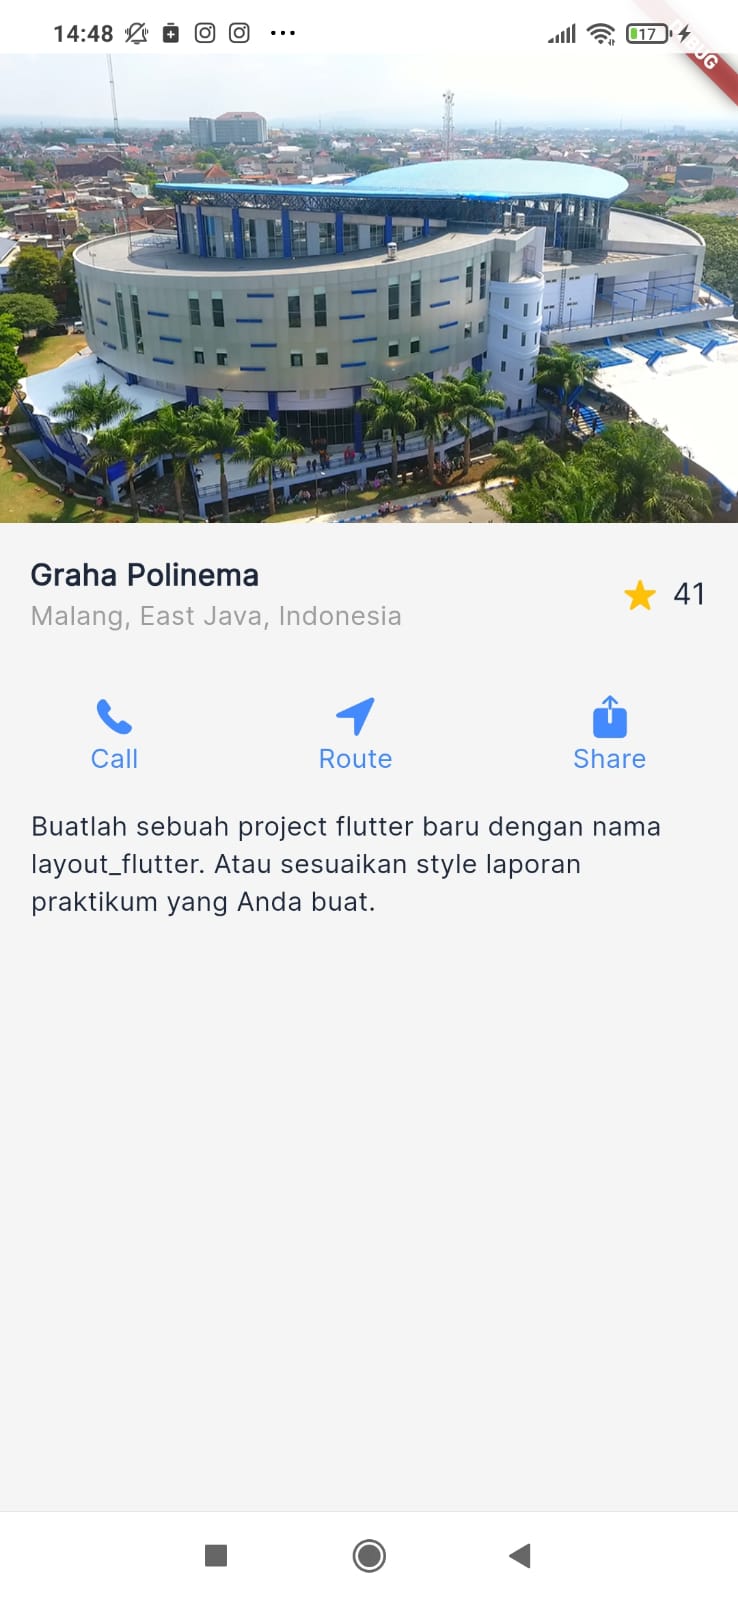 14:48
17
DEBUG
Graha Polinema
Malang, East Java, Indonesia
41
Call
Route
Share
Buatlah sebuah project flutter baru dengan nama
layout_flutter. Atau sesuaikan style laporan
praktikum yang Anda buat.